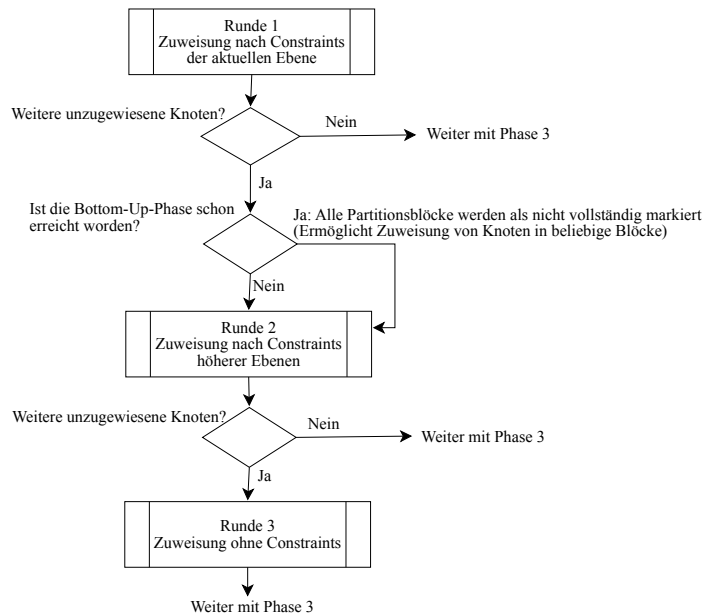 Runde 1
Zuweisung nach Constraints
der aktuellen Ebene
Weitere unzugewiesene Knoten?
Nein
Weiter mit Phase 3
Ja
Ist die Bottom-Up-Phase schon
erreicht worden?
Ja: Alle Partitionsblöcke werden als nicht vollständig markiert
(Ermöglicht Zuweisung von Knoten in beliebige Blöcke)
Nein
Runde 2
Zuweisung nach Constraints
höherer Ebenen
Weitere unzugewiesene Knoten?
Nein
Weiter mit Phase 3
Ja
Runde 3
Zuweisung ohne Constraints
Weiter mit Phase 3